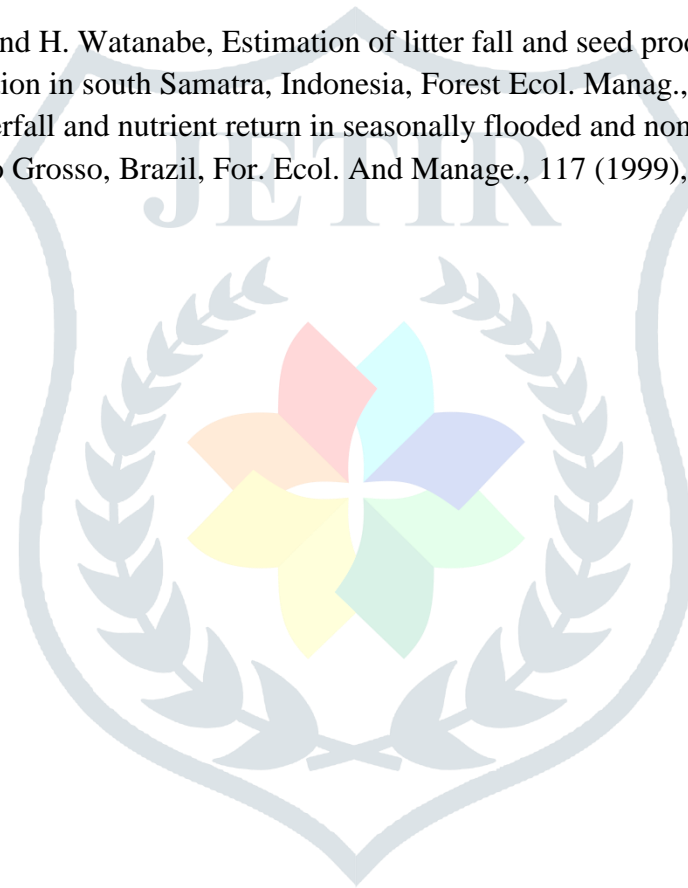 nd H. Watanabe, Estimation of litter fall and seed prod
tion in south Samatra, Indonesia, Forest Ecol. Manag.,
erfall and nutrient return in seasonally flooded and non
o Grosso, Brazil, For. Ecol. And Manage., 117 (1999),
JETIR